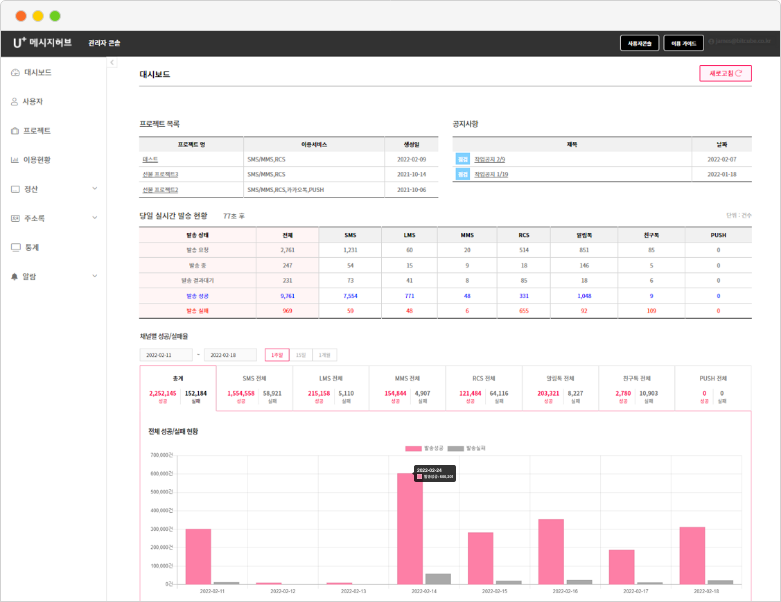 U+ 메시지허브 관리자 콘솔 사용자콘솔 이용 가이드
대시보드
사용자
프로젝트
이용현황
정산
주소록
통계
알람
대시보드 새로고침
프로젝트 목록
프로젝트 명 이용서비스 생성일
테스트 SMS/MMS,RCS 2022-02-09
선물 프로젝트3 SMS/MMS,RCS 2021-10-14
선물 프로젝트2 SMS/MMS,RCS,카카오톡,PUSH 2021-10-06
공지사항
제목 날짜
점검 작업공지 2/9 2022-02-07
점검 작업공지 1/19 2022-01-18
당일 실시간 발송 현황 77초 후 단위 : 건수
발송 상태 전체 SMS LMS MMS RCS 알림톡 친구톡 PUSH
발송 요청 2,761 1,231 60 20 514 851 85 0
발송 중 247 54 15 9 18 146 5 0
발송 결과대기 231 73 41 8 85 18 6 0
발송 성공 9,761 7,554 771 48 331 1,048 9 0
발송 실패 969 59 48 6 655 92 109 0
채널별 성공/실패율
2022-02-11 ~ 2022-02-18 1주일 15일 1개월
총계 SMS 전체 LMS 전체 MMS 전체 RCS 전체 알림톡 전체 친구톡 전체 PUSH 전체
2,252,145 152,184 1,554,558 58,921 215,158 5,110 154,844 4,907 121,484 64,116 203,321 8,227 2,780 10,903 0 0
성공 실패 성공 실패 성공 실패 성공 실패 성공 실패 성공 실패 성공 실패 성공 실패
전체 성공/실패 현황
발송성공 발송실패
700,000건
600,000건
500,000건
400,000건
300,000건
200,000건
100,000건
0건
2022-02-24
2022-02-11 2022-02-12 2022-02-13 2022-02-14 2022-02-15 2022-02-16 2022-02-17 2022-02-18